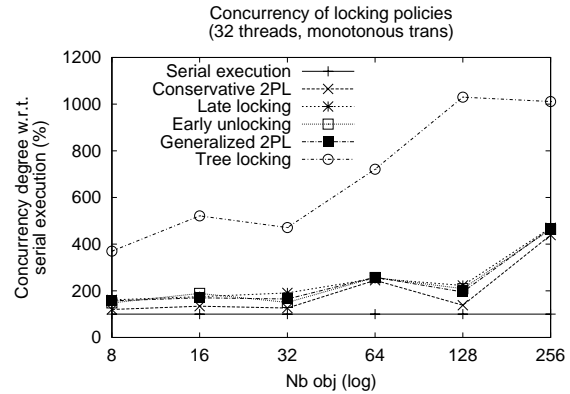 Concurrency of locking policies
(32 threads, monotonous trans)
Concurrency degree w.r.t.
serial execution (%)
1200
1000
800
600
400
200
0
Serial execution
Conservative 2PL
Late locking
Early unlocking
Generalized 2PL
Tree locking
8 16 32 64 128 256
Nb obj (log)